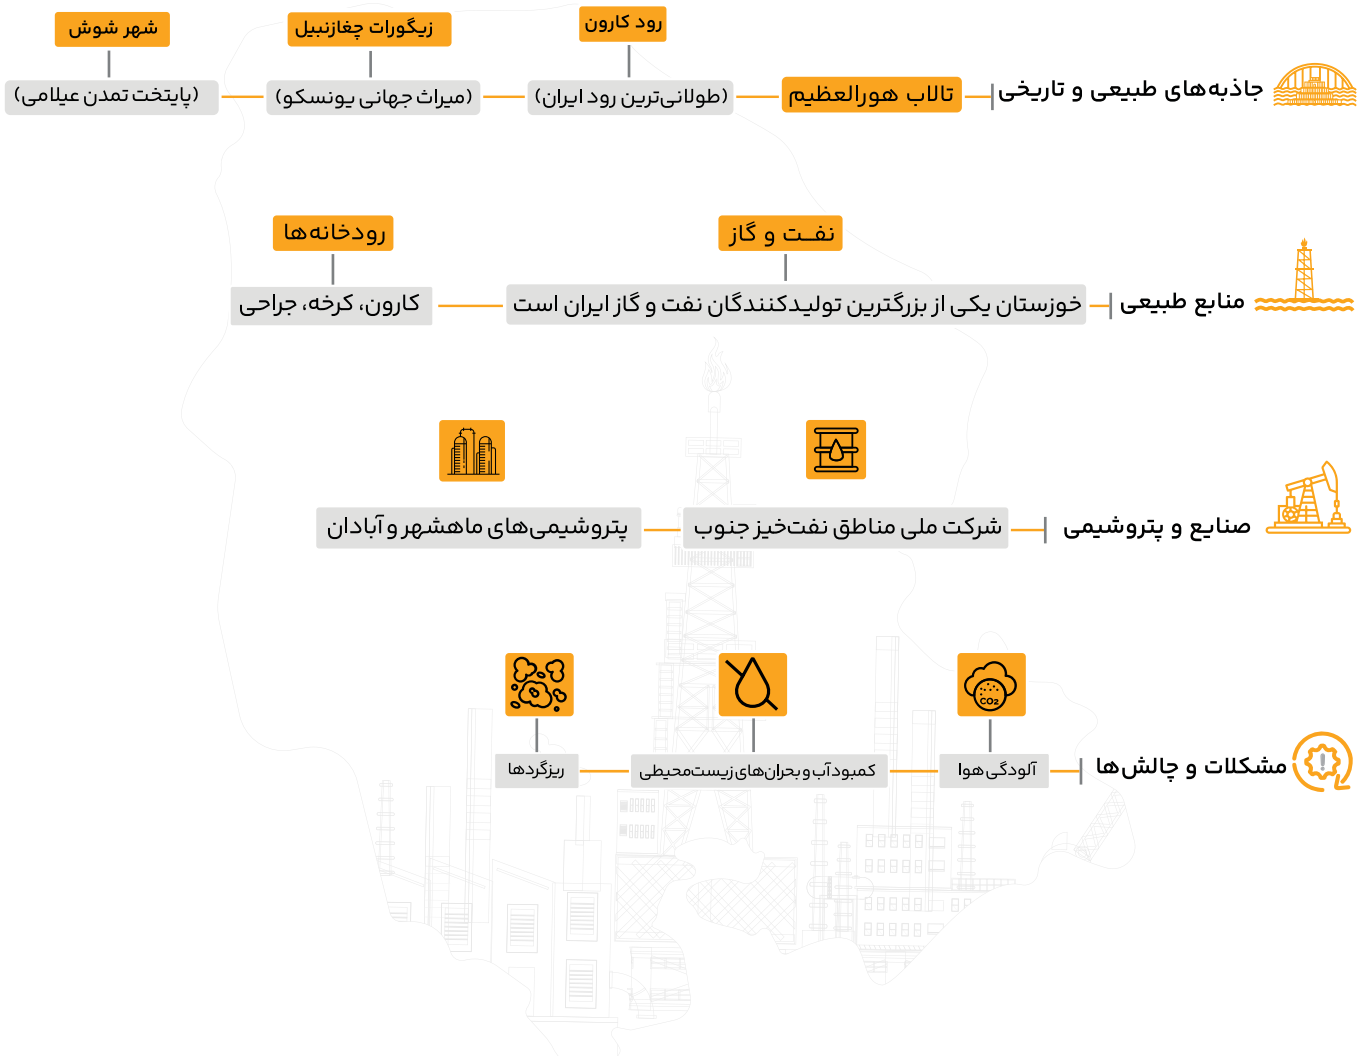 جاذبه‌های طبیعی و تاریخی
تالاب هورالعظیم
رود کارون
(طولانی‌ترین رود ایران)
زیگورات چغازنبیل
(میراث جهانی یونسکو)
شهر شوش
(پایتخت تمدن عیلامی)
منابع طبیعی
نفت و گاز
خوزستان یکی از بزرگترین تولیدکنندگان نفت و گاز ایران است
رودخانه‌ها
کارون، کرخه، جراحی
صنایع و پتروشیمی
شرکت ملی مناطق نفت‌خیز جنوب
پتروشیمی‌های ماهشهر و آبادان
مشکلات و چالش‌ها
CO2
آلودگی هوا
کمبود آب و بحران‌های زیست‌محیطی
ریزگردها